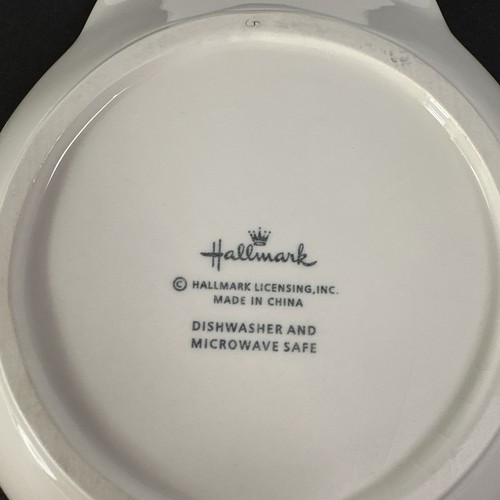 Hallmark
© HALLMARK LICENSING, INC.
MADE IN CHINA
DISHWASHER AND
MICROWAVE SAFE